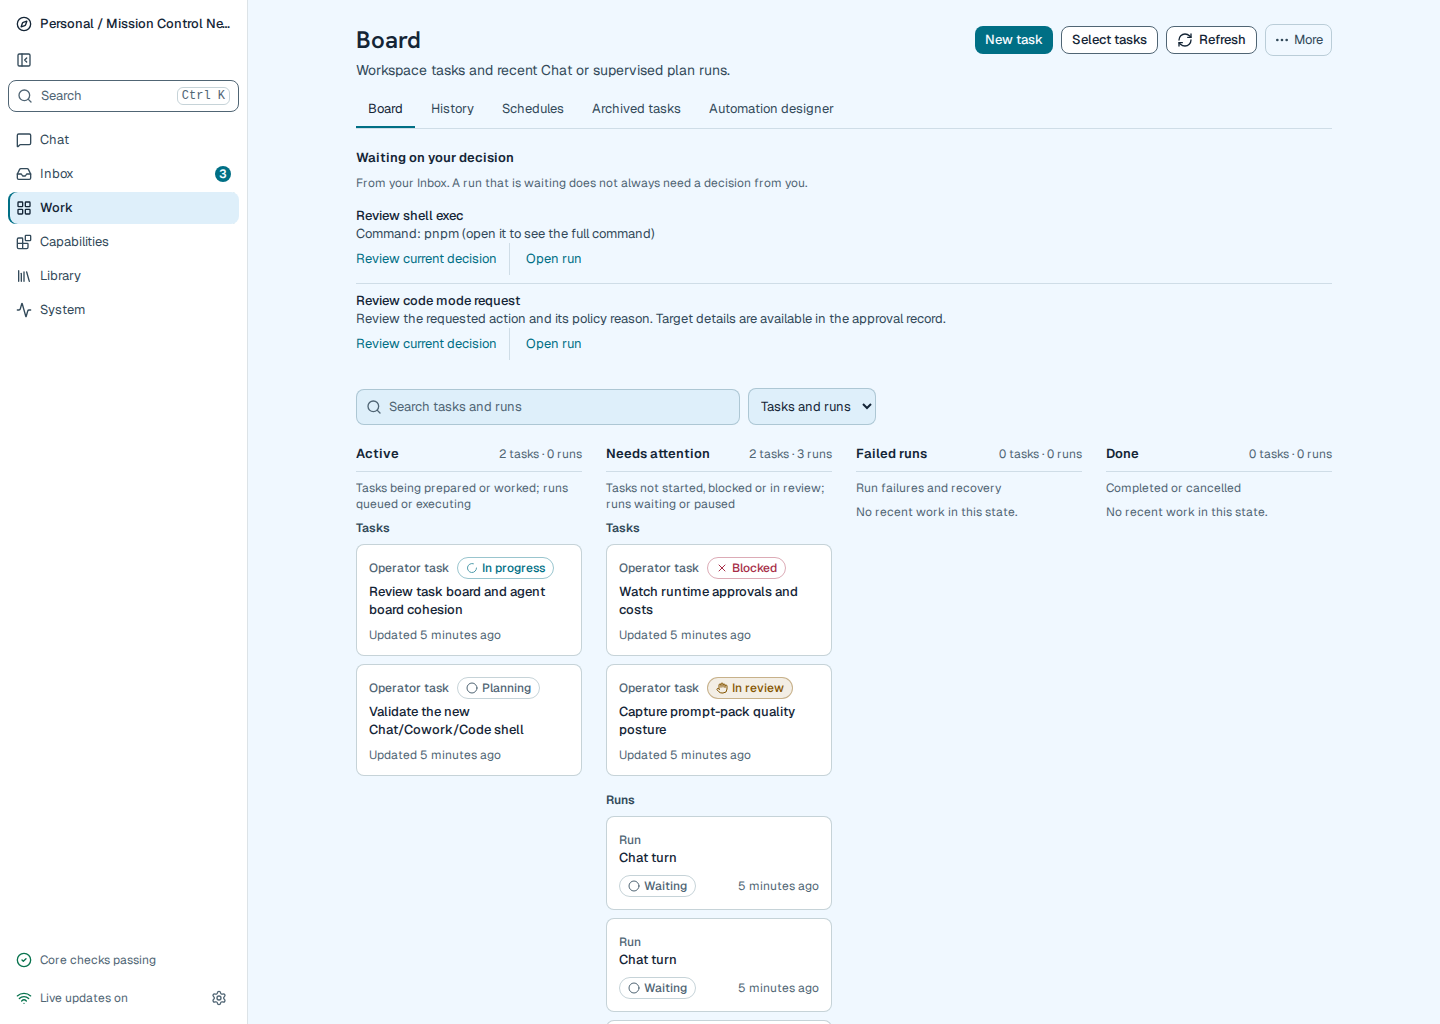 Personal / Mission Control Ne...
Search
Ctrl K
Chat
Inbox
3
Work
Capabilities
Library
System
Core checks passing
Live updates on
Board
New task
Select tasks
Refresh
More
Workspace tasks and recent Chat or supervised plan runs.
Board
History
Schedules
Archived tasks
Automation designer
Waiting on your decision
From your Inbox. A run that is waiting does not always need a decision from you.
Review shell exec
Command: pnpm (open it to see the full command)
Review current decision
Open run
Review code mode request
Review the requested action and its policy reason. Target details are available in the approval record.
Review current decision
Open run
Search tasks and runs
Tasks and runs
Active
2 tasks · 0 runs
Tasks being prepared or worked; runs
queued or executing
Tasks
Operator task
In progress
Review task board and agent
board cohesion
Updated 5 minutes ago
Operator task
Planning
Validate the new
Chat/Cowork/Code shell
Updated 5 minutes ago
Needs attention
2 tasks · 3 runs
Tasks not started, blocked or in review;
runs waiting or paused
Tasks
Operator task
Blocked
Watch runtime approvals and
costs
Updated 5 minutes ago
Operator task
In review
Capture prompt-pack quality
posture
Updated 5 minutes ago
Runs
Run
Chat turn
Waiting
5 minutes ago
Run
Chat turn
Waiting
5 minutes ago
Failed runs
0 tasks · 0 runs
Run failures and recovery
No recent work in this state.
Done
0 tasks · 0 runs
Completed or cancelled
No recent work in this state.